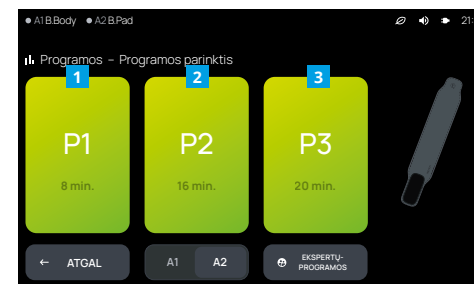 A1 B.Body A2 B.Pad
Programos – Programos parinktis
1 2 3
P1 P2 P3
8 min. 16 min. 20 min.
← ATGAL A1 A2 EKSPERTŲ-
PROGRAMOS